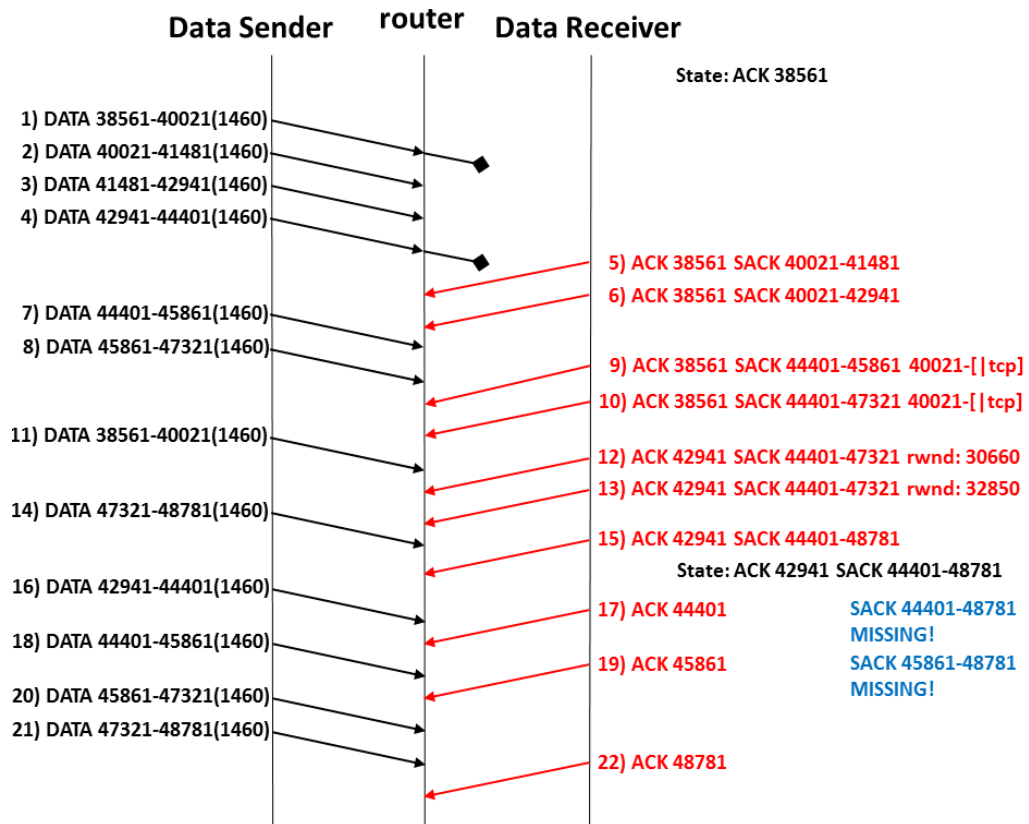 Data Sender router Data Receiver
State: ACK 38561
1) DATA 38561-40021(1460)
2) DATA 40021-41481(1460)
3) DATA 41481-42941(1460)
4) DATA 42941-44401(1460)
5) ACK 38561 SACK 40021-41481
6) ACK 38561 SACK 40021-42941
7) DATA 44401-45861(1460)
8) DATA 45861-47321(1460)
9) ACK 38561 SACK 44401-45861 40021-[|tcp]
10) ACK 38561 SACK 44401-47321 40021-[|tcp]
11) DATA 38561-40021(1460)
12) ACK 42941 SACK 44401-47321 rwnd: 30660
13) ACK 42941 SACK 44401-47321 rwnd: 32850
14) DATA 47321-48781(1460)
15) ACK 42941 SACK 44401-48781
State: ACK 42941 SACK 44401-48781
16) DATA 42941-44401(1460)
17) ACK 44401 SACK 44401-48781
MISSING!
18) DATA 44401-45861(1460)
19) ACK 45861 SACK 45861-48781
MISSING!
20) DATA 45861-47321(1460)
21) DATA 47321-48781(1460)
22) ACK 48781